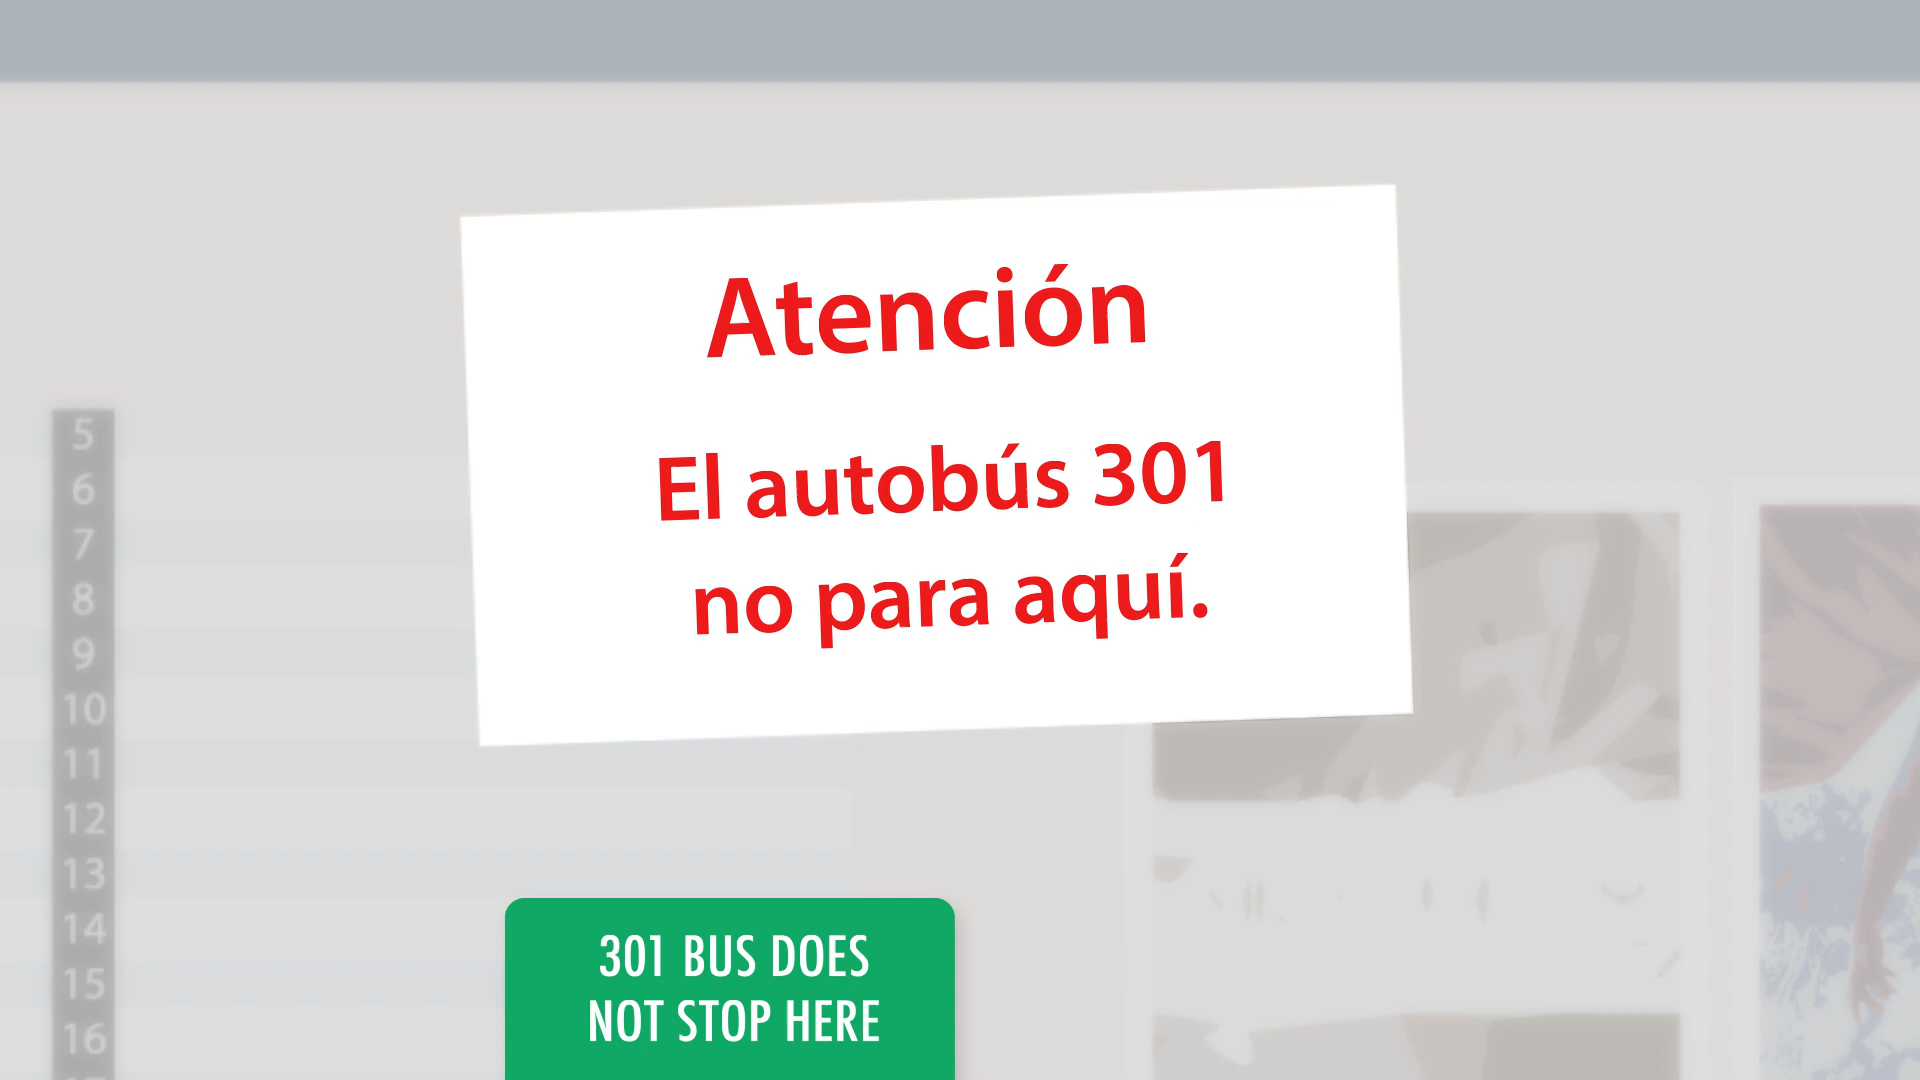 Atención
El autobús 301
no para aquí.
5
6
7
8
9
10
11
12
13
14
15
16
301 BUS DOES
NOT STOP HERE